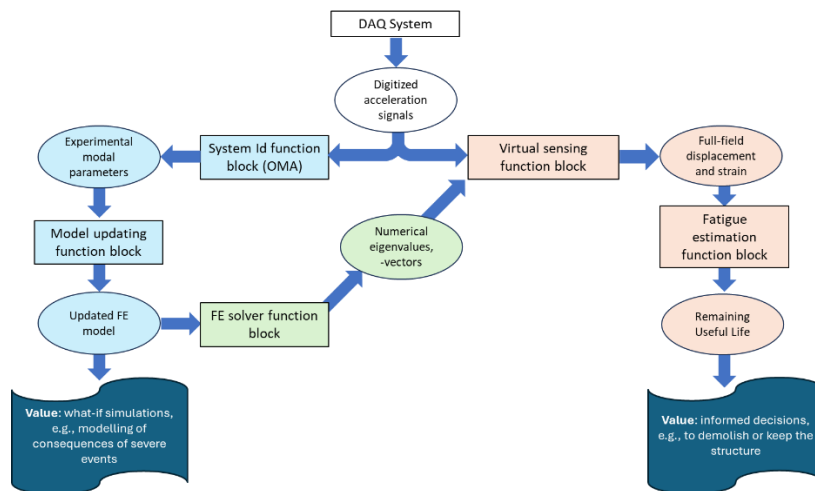 DAQ System
Digitized
acceleration
signals
Experimental
modal
parameters
System Id function
block (OMA)
Virtual sensing
function block
Full-field
displacement
and strain
Model updating
function block
Numerical
eigenvalues,
-vectors
Fatigue
estimation
function block
Updated FE
model
FE solver function
block
Remaining
Useful Life
Value: what-if simulations,
e.g., modelling of
consequences of severe
events
Value: informed decisions,
e.g., to demolish or keep the
structure